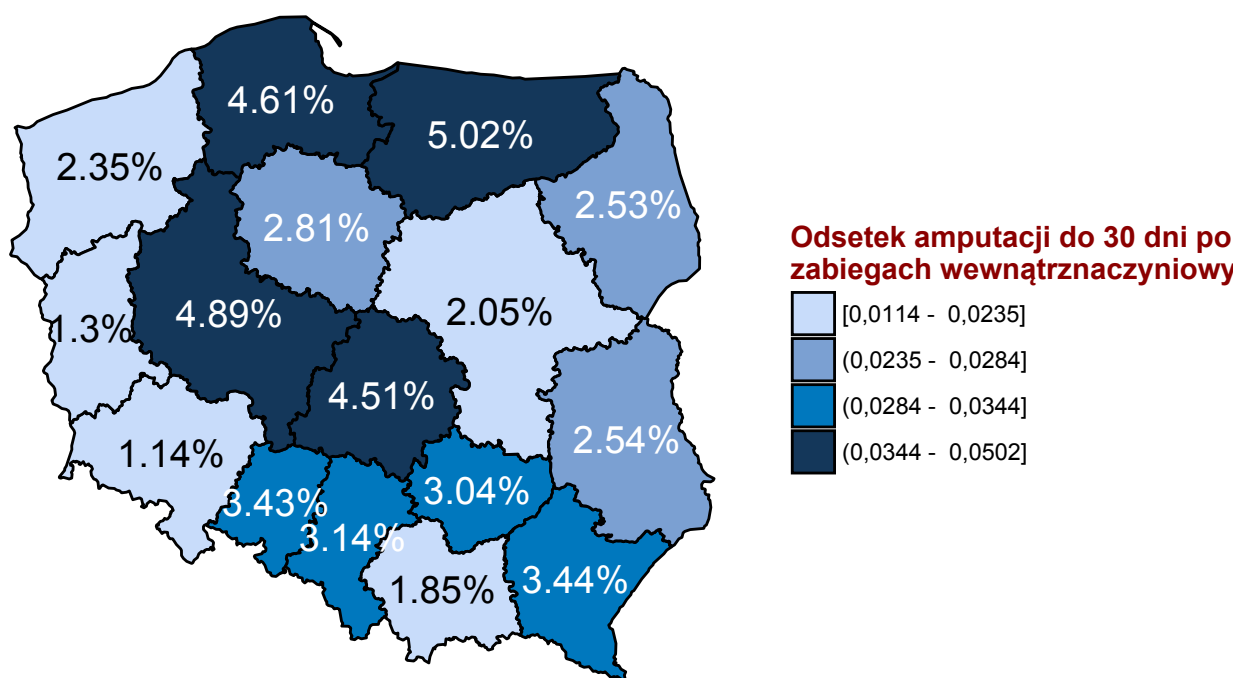 4.61%
5.02%
2.35%
2.53%
2.81%
4.89%
2.05%
1.3%
4.51%
2.54%
1.14%
3.43%
3.04%
3.14%
1.85%
3.44%
Odsetek amputacji do 30 dni po
zabiegach wewnątrznaczyniowy
[0,0114 - 0,0235]
(0,0235 - 0,0284]
(0,0284 - 0,0344]
(0,0344 - 0,0502]